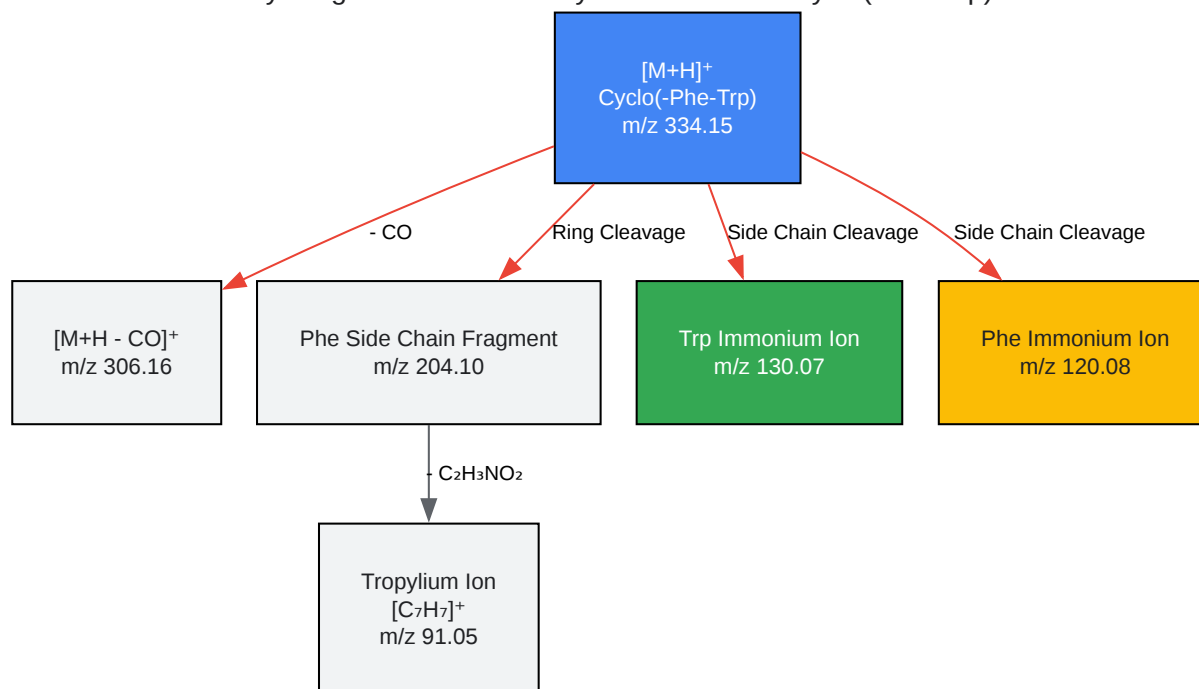 [M+H]⁺
Cyclo(-Phe-Trp)
m/z 334.15
- CO
Ring Cleavage
Side Chain Cleavage
Side Chain Cleavage
[M+H - CO]⁺
m/z 306.16
Phe Side Chain Fragment
m/z 204.10
Trp Immonium Ion
m/z 130.07
Phe Immonium Ion
m/z 120.08
- C₂H₃NO₂
Tropylium Ion
[C₇H₇]⁺
m/z 91.05